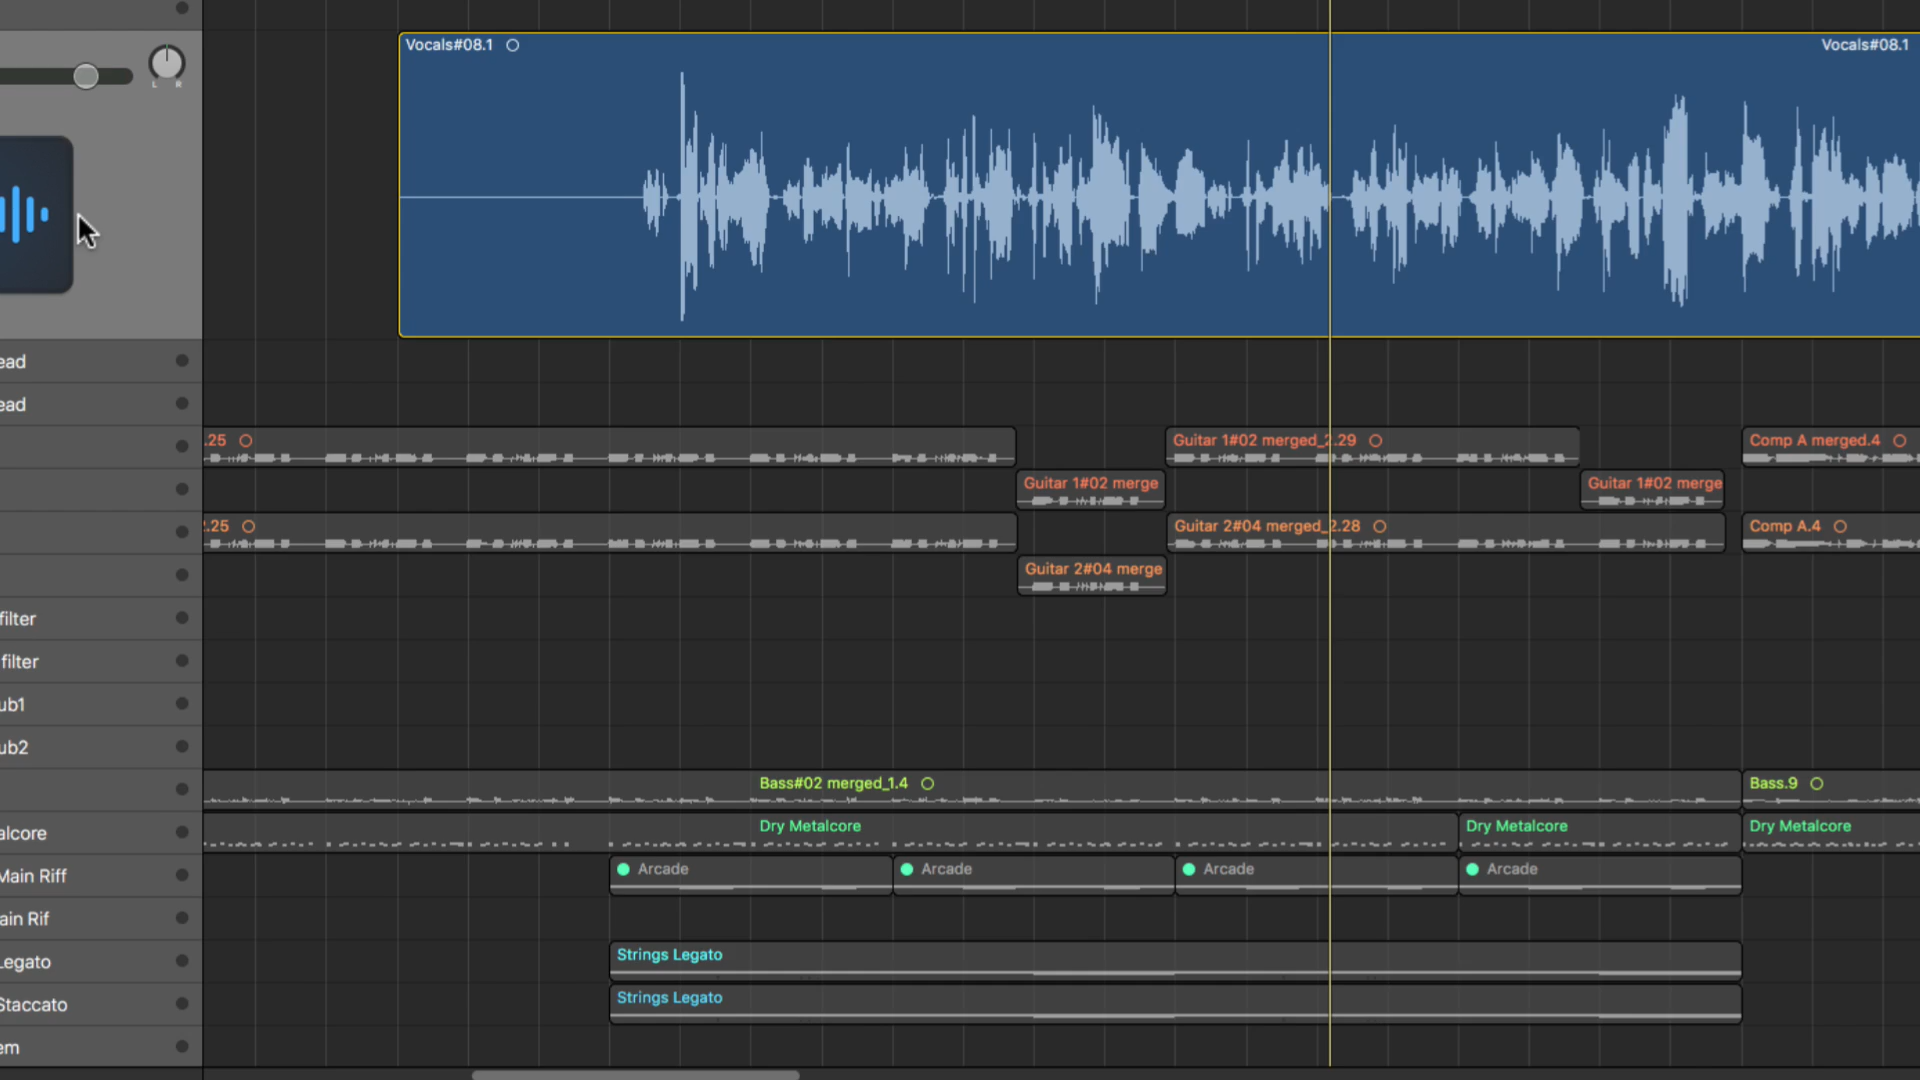 Vocals#08.1
Vocals#08.1
L R
ead
ead
.25
Guitar 1#02 merged_2.29
Comp A merged.4
Guitar 1#02 merge
Guitar 1#02 merge
.25
Guitar 2#04 merged_2.28
Comp A.4
Guitar 2#04 merge
filter
filter
ub1
ub2
Bass#02 merged_1.4
Bass.9
alcore
Dry Metalcore
Dry Metalcore
Dry Metalcore
Main Riff
Arcade
Arcade
Arcade
Arcade
ain Rif
Legato
Strings Legato
Staccato
Strings Legato
em